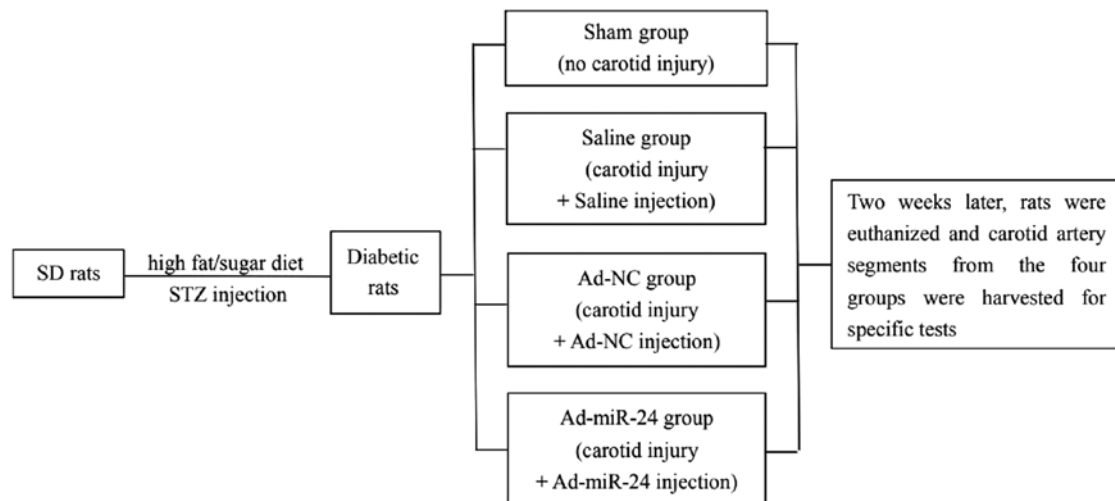 SD rats
high fat/sugar diet
STZ injection
Diabetic
rats
Sham group
(no carotid injury)
Saline group
(carotid injury
+ Saline injection)
Ad-NC group
(carotid injury
+ Ad-NC injection)
Ad-miR-24 group
(carotid injury
+ Ad-miR-24 injection)
Two weeks later, rats were
euthanized and carotid artery
segments from the four
groups were harvested for
specific tests